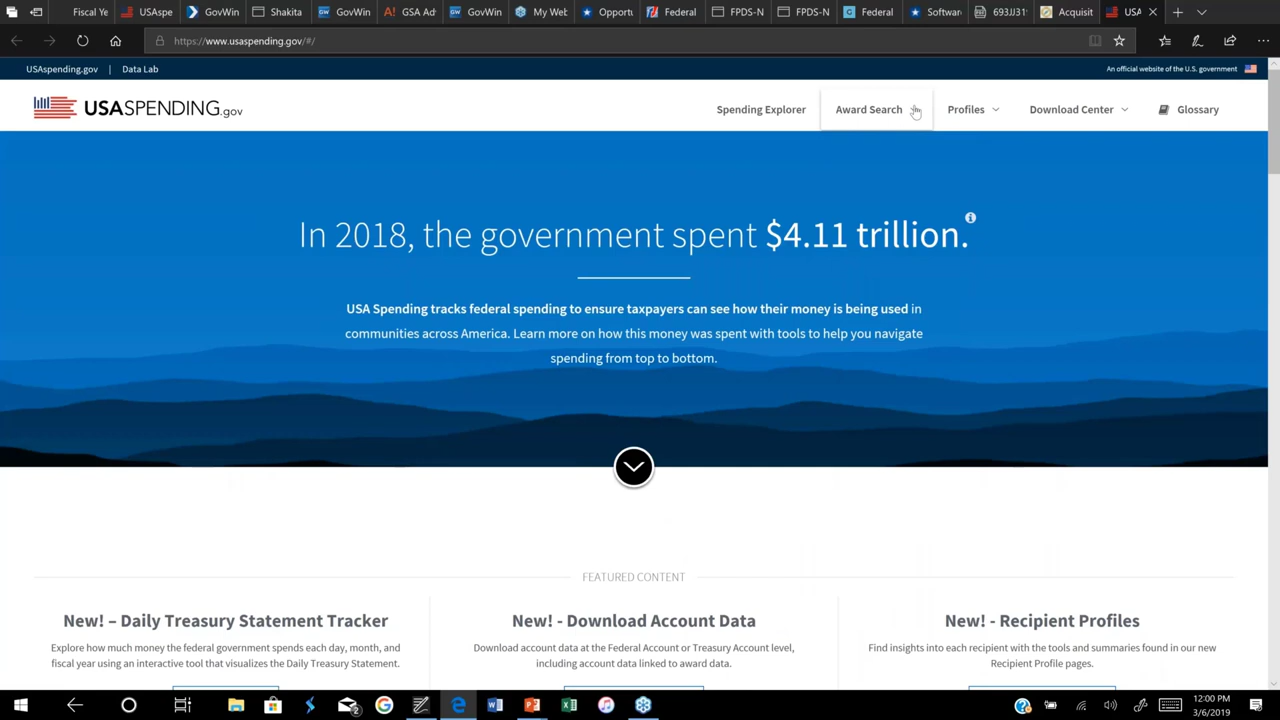 Fiscal Ye
USAspe
GovWin
Shakita
GovWin
GSA Ad
GovWin
My Web
Opport
Federal
FPDS-N
FPDS-N
Federal
Softwar
693JJ31
Acquisit
USA
https://www.usaspending.gov/#/
USAspending.gov | Data Lab
An official website of the U.S. government
USASPENDING.gov
Spending Explorer
Award Search
Profiles
Download Center
Glossary
In 2018, the government spent $4.11 trillion.
USA Spending tracks federal spending to ensure taxpayers can see how their money is being used in
communities across America. Learn more on how this money was spent with tools to help you navigate
spending from top to bottom.
FEATURED CONTENT
New! – Daily Treasury Statement Tracker
Explore how much money the federal government spends each day, month, and
fiscal year using an interactive tool that visualizes the Daily Treasury Statement.
New! - Download Account Data
Download account data at the Federal Account or Treasury Account level,
including account data linked to award data.
New! - Recipient Profiles
Find insights into each recipient with the tools and summaries found in our new
Recipient Profile pages.
12:00 PM
3/6/2019